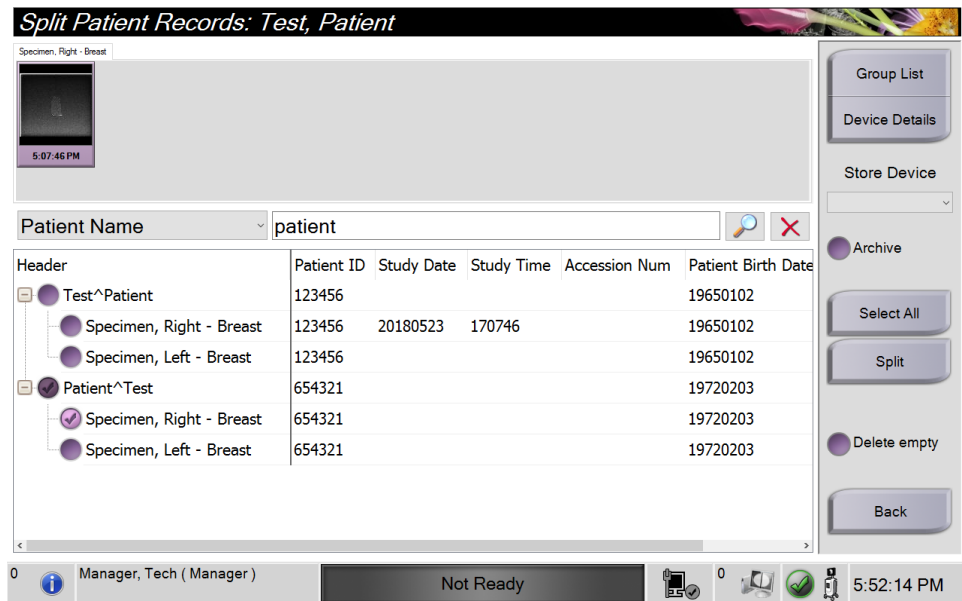 Split Patient Records: Test, Patient
Specimen, Right - Breast
5:07:46 PM
Group List
Device Details
Store Device
Archive
Select All
Split
Delete empty
Back
Patient Name patient
Header Patient ID Study Date Study Time Accession Num Patient Birth Date
Test^Patient 123456 19650102
Specimen, Right - Breast 123456 20180523 170746 19650102
Specimen, Left - Breast 123456 19650102
Patient^Test 654321 19720203
Specimen, Right - Breast 654321 19720203
Specimen, Left - Breast 654321 19720203
0 Manager, Tech ( Manager ) Not Ready 0 5:52:14 PM